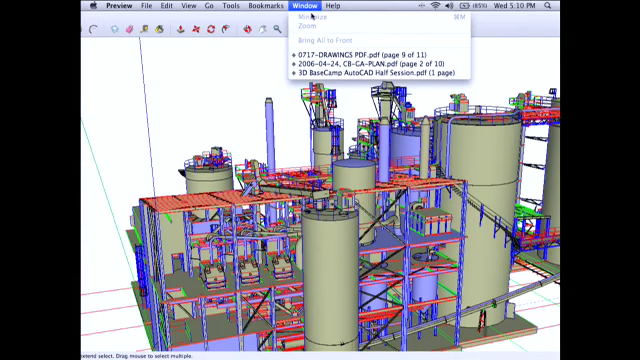 Preview File Edit View Go Tools Bookmarks Window Help (85%) Wed 5:10 PM
Minimize ⌘M
Zoom
Bring All to Front
0717-DRAWINGS PDF.pdf (page 9 of 11)
2006-04-24, CB-GA-PLAN.pdf (page 2 of 10)
3D BaseCamp AutoCAD Half Session.pdf (1 page)
extend select. Drag mouse to select multiple.